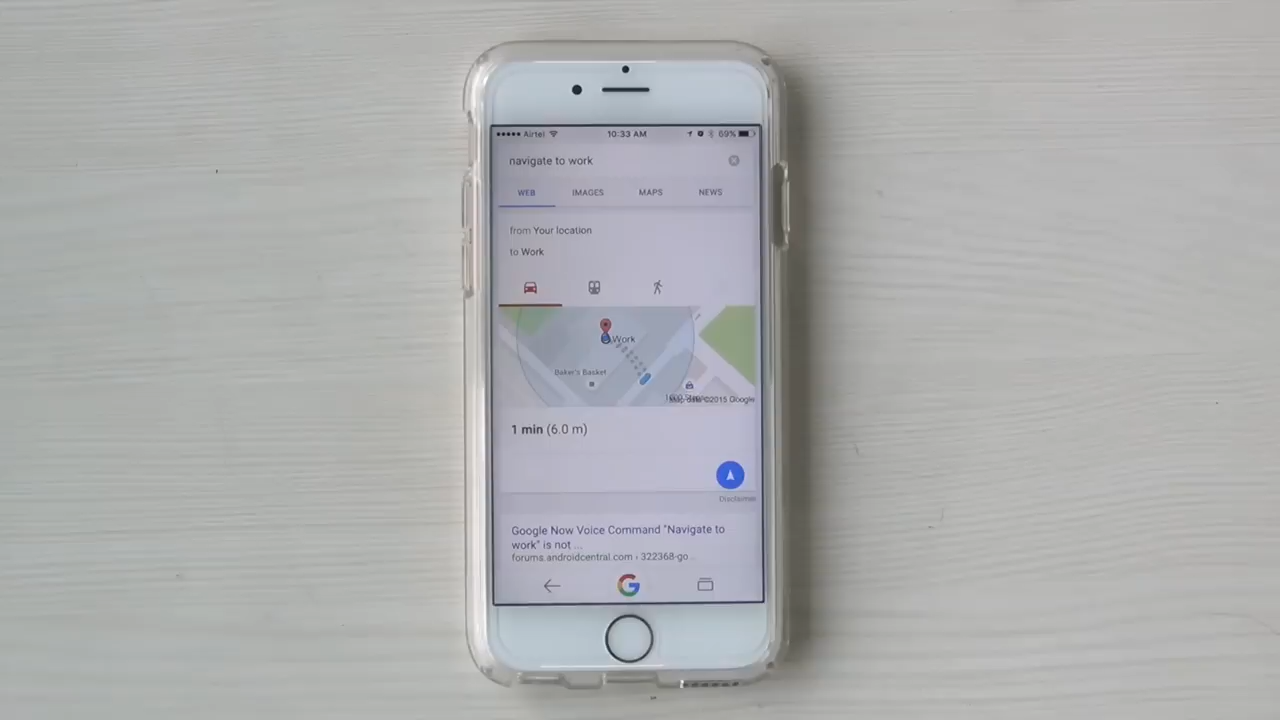 Airtel 10:33 AM 69%
navigate to work
WEB IMAGES MAPS NEWS
from Your location
to Work
Work
Baker's Basket
Map data ©2015 Google
1 min (6.0 m)
Disclaimer
Google Now Voice Command "Navigate to
work" is not ...
forums.androidcentral.com › 322368-go...
G